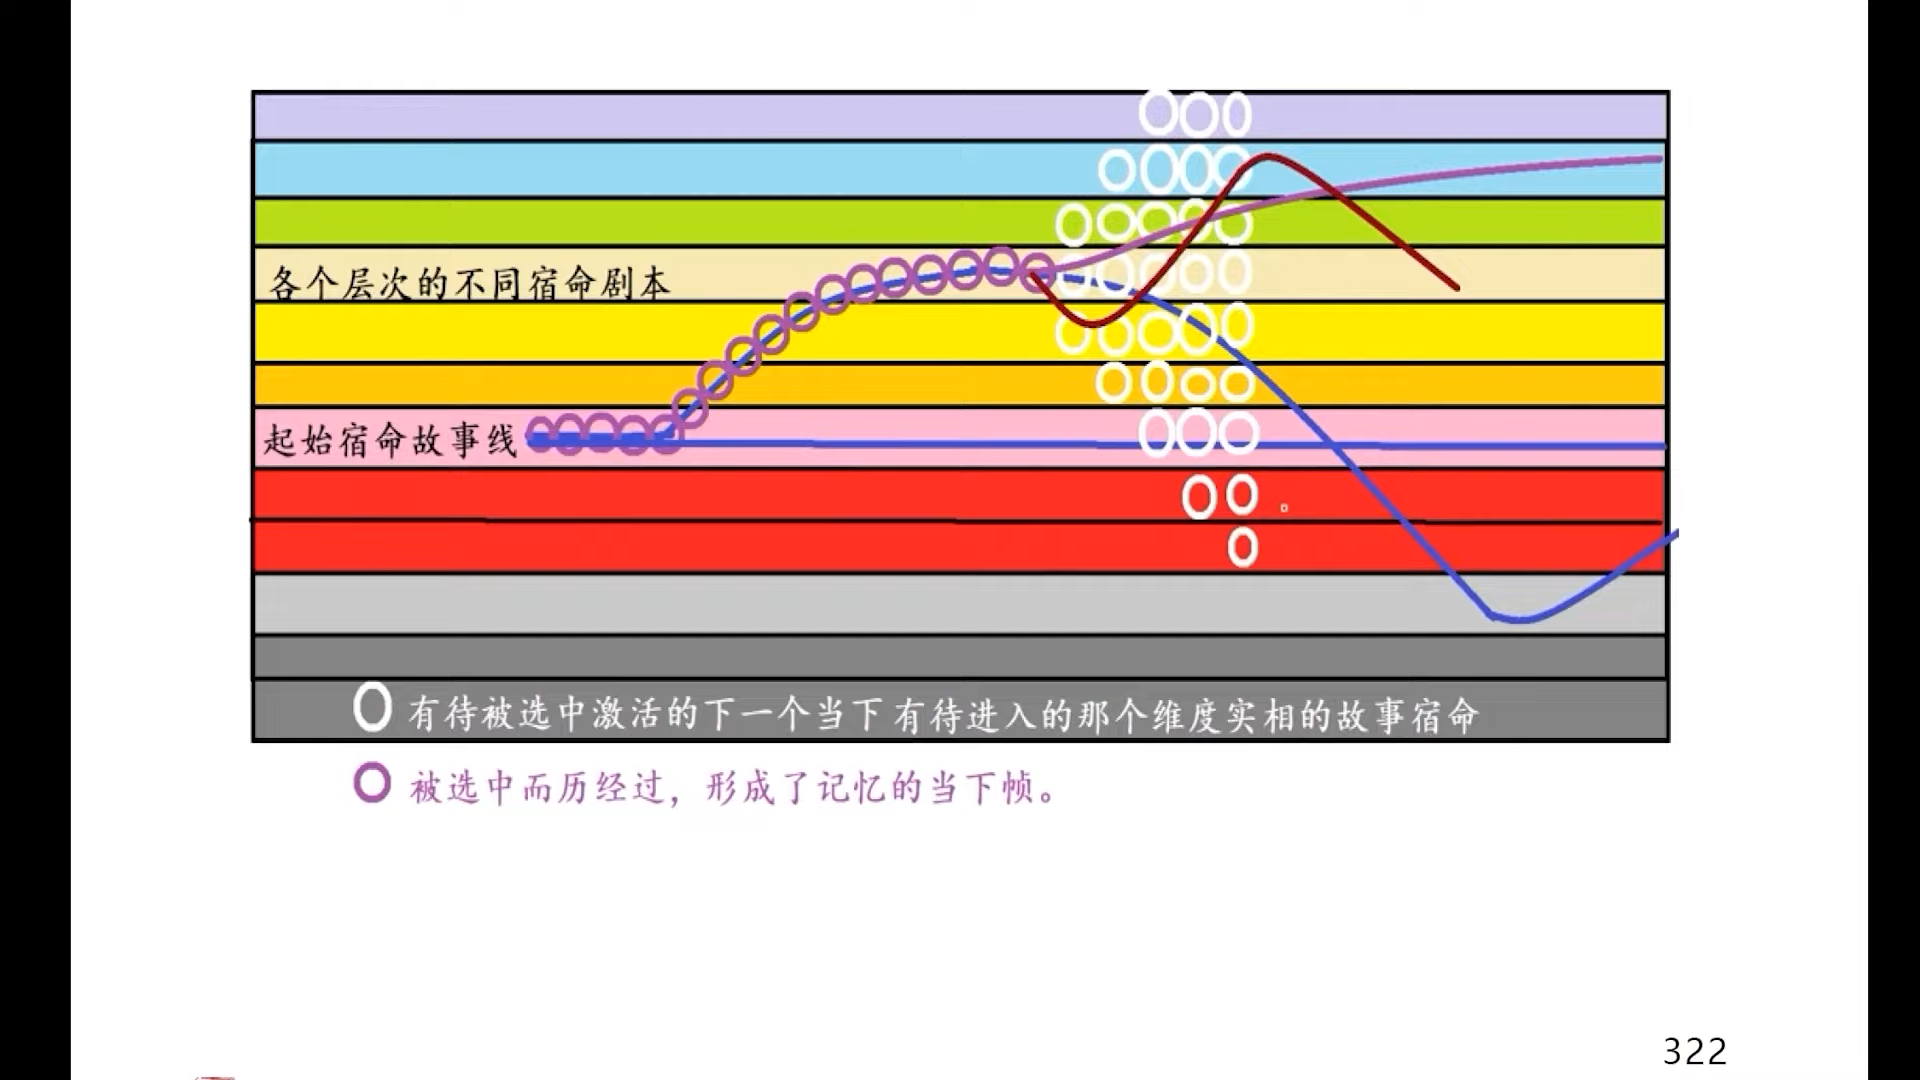 各个层次的不同宿命剧本
起始宿命故事线
有待被选中激活的下一个当下 有待进入的那个维度实相的故事宿命
被选中而历经过，形成了记忆的当下帧。
322